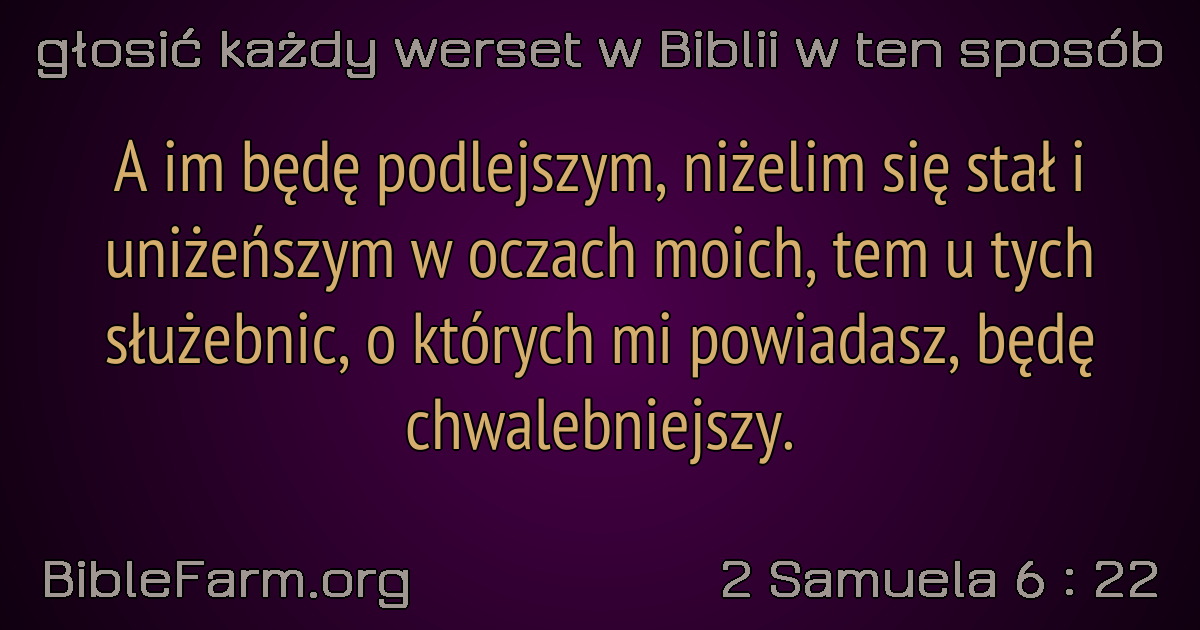 głosić każdy werset w Biblii w ten sposób
A im będę podlejszym, niżelim się stał i
uniżeńszym w oczach moich, tem u tych
służebnic, o których mi powiadasz, będę
chwalebniejszy.
BibleFarm.org
2 Samuela 6 : 22